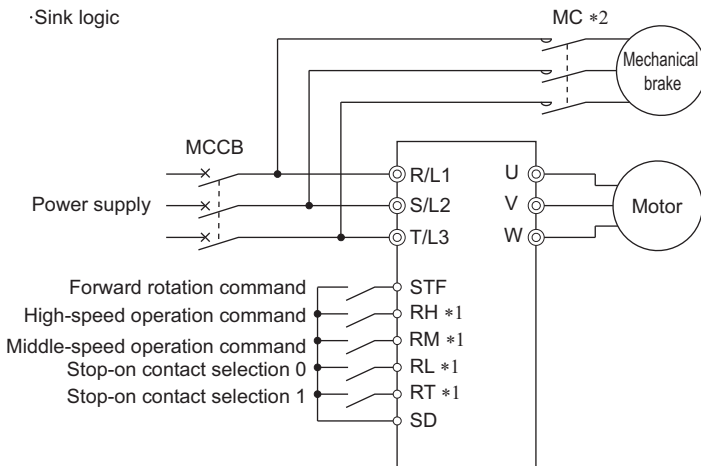 ·Sink logic
MC *2
Mechanical
brake
MCCB
R/L1
U
Power supply
S/L2
V
Motor
T/L3
W
Forward rotation command
STF
High-speed operation command
RH *1
Middle-speed operation command
RM *1
Stop-on contact selection 0
RL *1
Stop-on contact selection 1
RT *1
SD